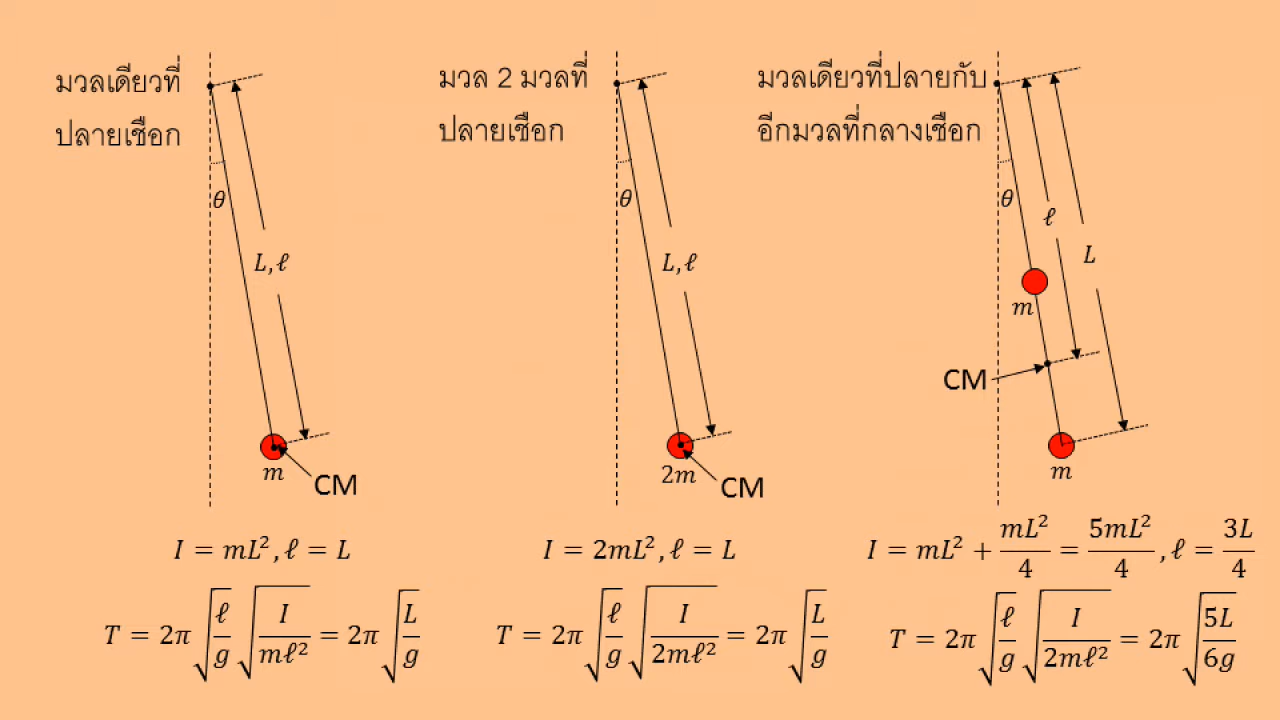 มวลเดียวที่
ปลายเชือก
θ
L, ℓ
m
CM
I = mL², ℓ = L
T = 2π√(ℓ/g) √(I/mℓ²) = 2π√(L/g)
มวล 2 มวลที่
ปลายเชือก
θ
L, ℓ
2m
CM
I = 2mL², ℓ = L
T = 2π√(ℓ/g) √(I/2mℓ²) = 2π√(L/g)
มวลเดียวที่ปลายกับ
อีกมวลที่กลางเชือก
θ
ℓ
L
m
CM
m
I = mL² + mL²/4 = 5mL²/4, ℓ = 3L/4
T = 2π√(ℓ/g) √(I/2mℓ²) = 2π√(5L/6g)